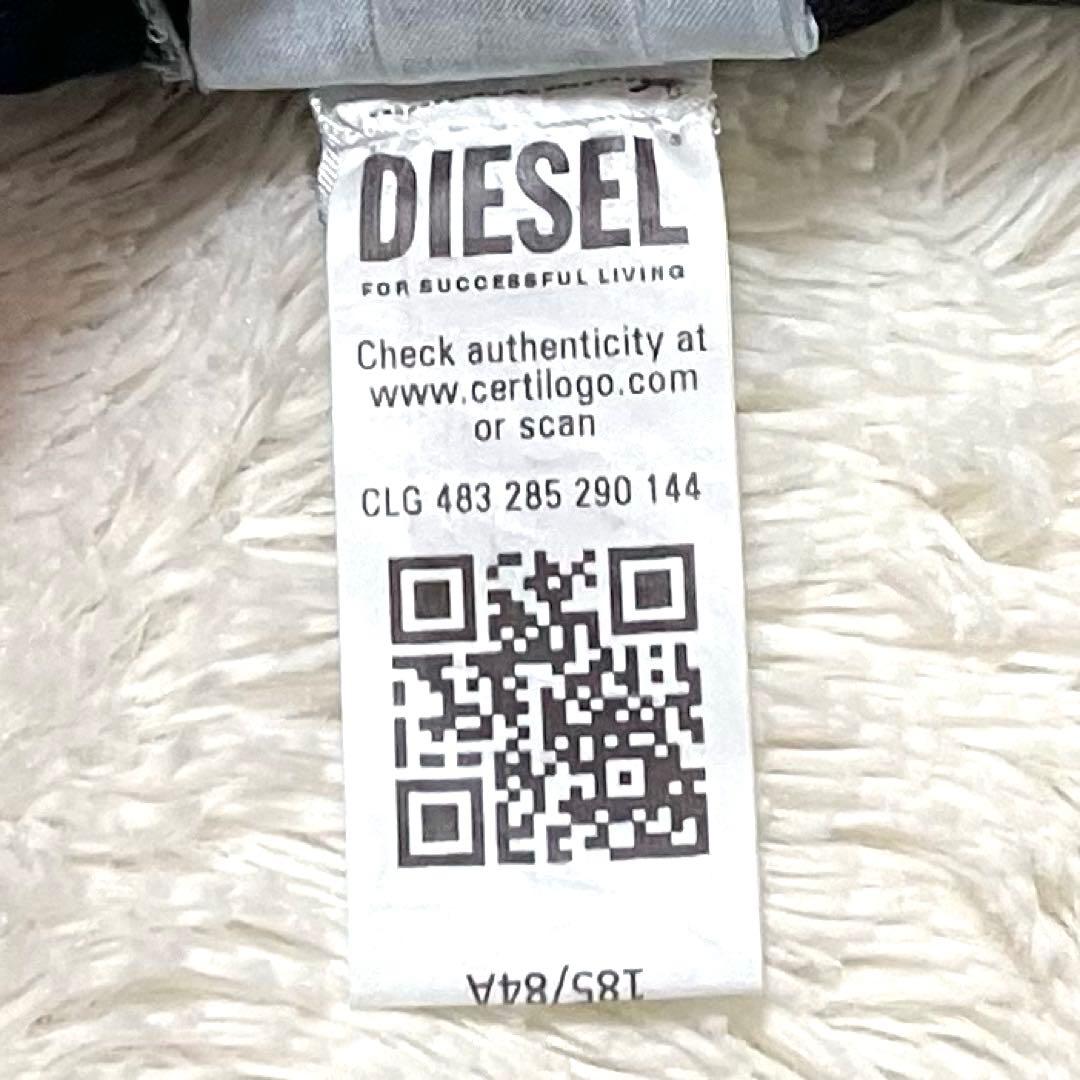 DIESEL
FOR SUCCESSFUL LIVING
Check authenticity at
www.certilogo.com
or scan
CLG 483 285 290 144
185/84A